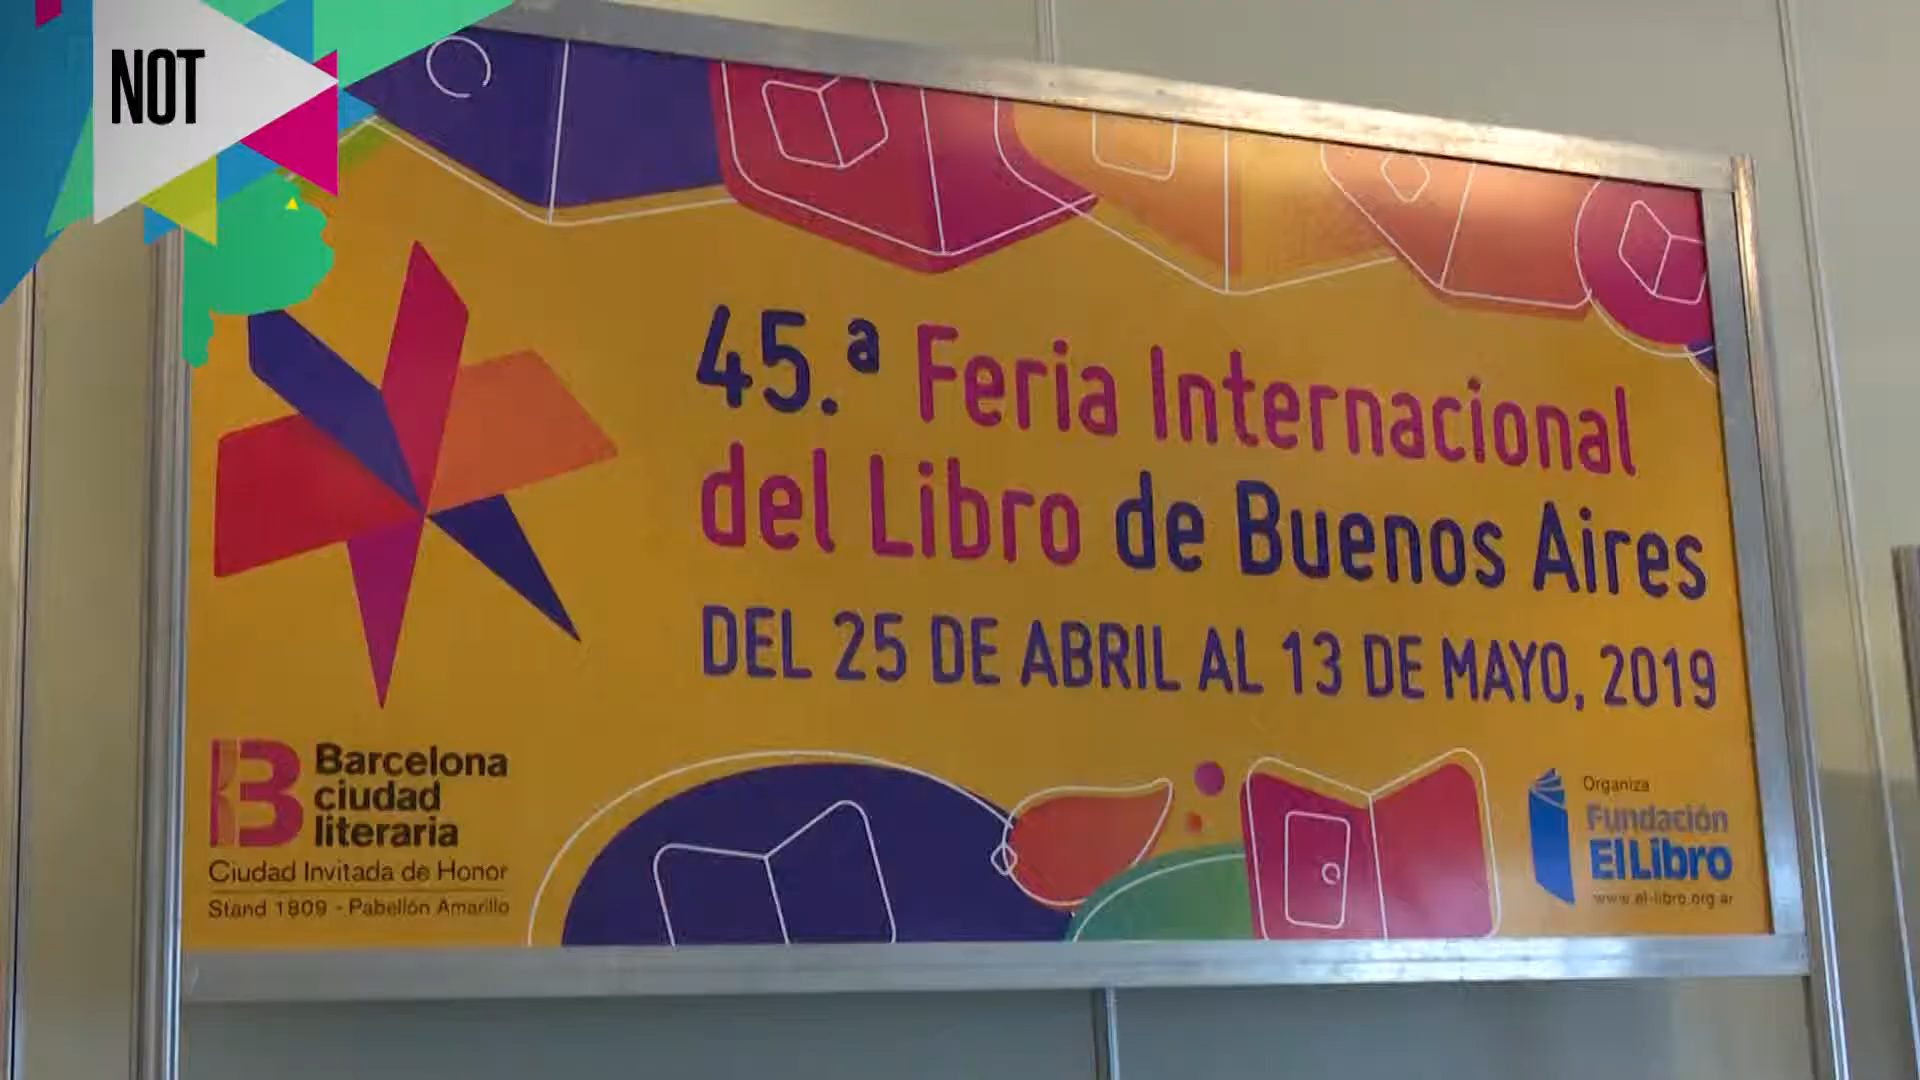 NOT
45.ª Feria Internacional
del Libro de Buenos Aires
DEL 25 DE ABRIL AL 13 DE MAYO, 2019
B Barcelona
ciudad
literaria
Ciudad Invitada de Honor
Stand 1809 - Pabellón Amarillo
Organiza
Fundación
El Libro
www.el-libro.org.ar